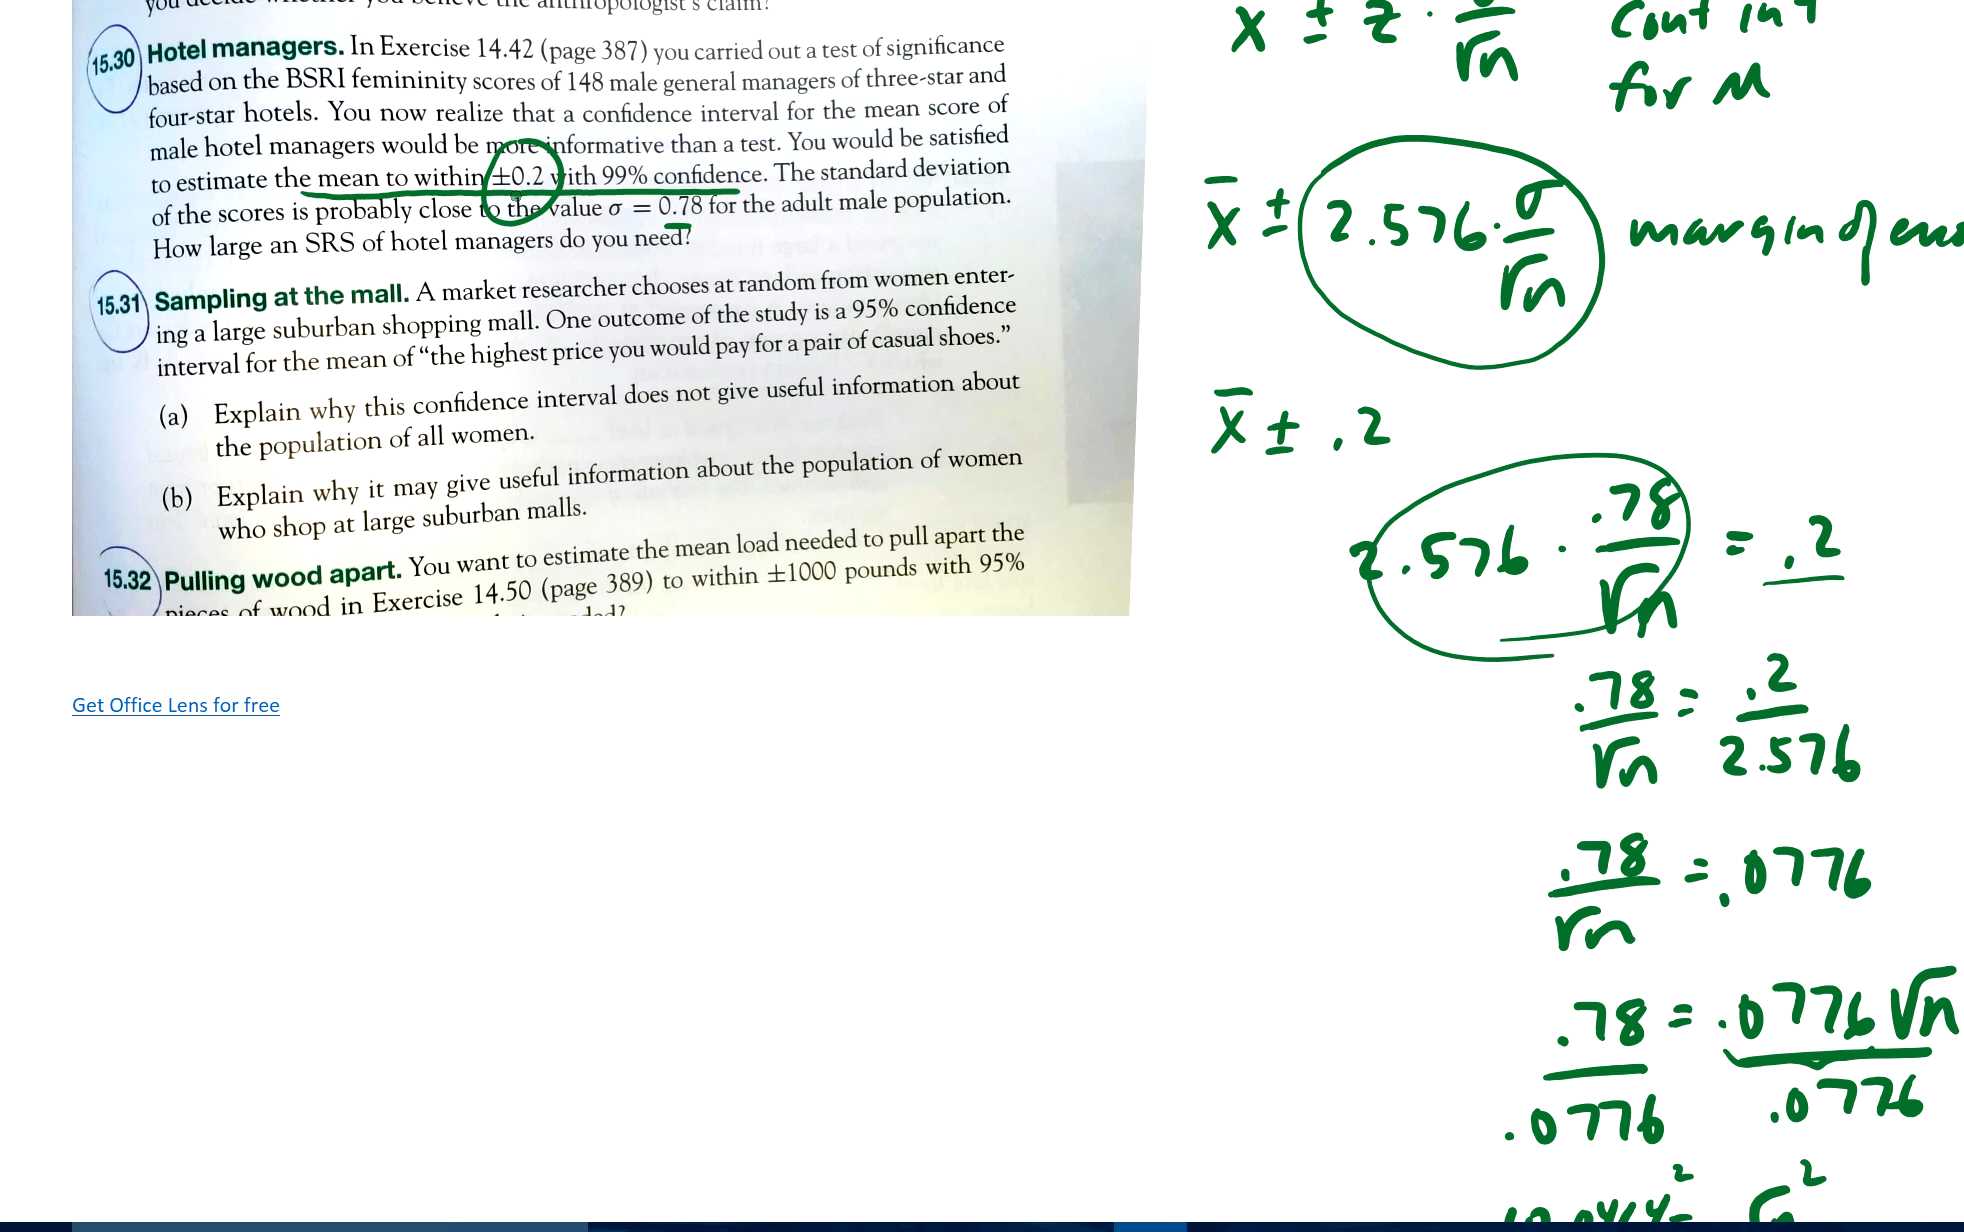 you decide whether you believe the anthropologist's claim?
15.30 Hotel managers. In Exercise 14.42 (page 387) you carried out a test of significance
based on the BSRI femininity scores of 148 male general managers of three-star and
four-star hotels. You now realize that a confidence interval for the mean score of
male hotel managers would be more informative than a test. You would be satisfied
to estimate the mean to within ±0.2 with 99% confidence. The standard deviation
of the scores is probably close to the value σ = 0.78 for the adult male population.
How large an SRS of hotel managers do you need?
15.31 Sampling at the mall. A market researcher chooses at random from women enter-
ing a large suburban shopping mall. One outcome of the study is a 95% confidence
interval for the mean of “the highest price you would pay for a pair of casual shoes.”
(a) Explain why this confidence interval does not give useful information about
the population of all women.
(b) Explain why it may give useful information about the population of women
who shop at large suburban malls.
15.32 Pulling wood apart. You want to estimate the mean load needed to pull apart the
pieces of wood in Exercise 14.50 (page 389) to within ±1000 pounds with 95%
Get Office Lens for free
x ± z · σ/√n conf int
for μ
x̄ ± 2.576 · σ/√n margin of
x̄ ± .2
2.576 · .78/√n = .2
.78/√n = .2/2.576
.78/√n = .0776
.78/.0776 = .0776√n/.0776